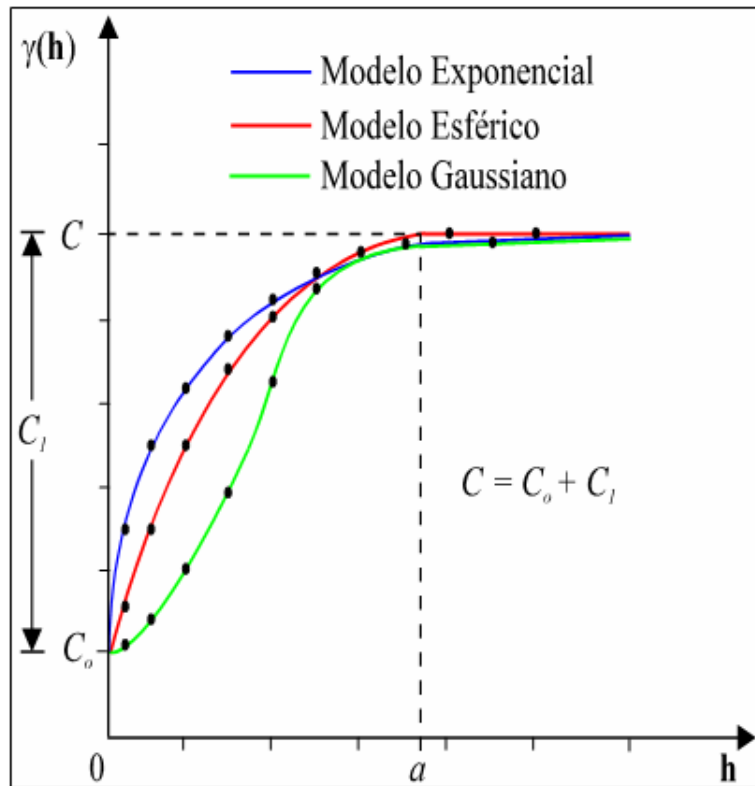 γ(h)
Modelo Exponencial
Modelo Esférico
Modelo Gaussiano
C
C₁
C = Cₒ + C₁
Cₒ
0
a
h